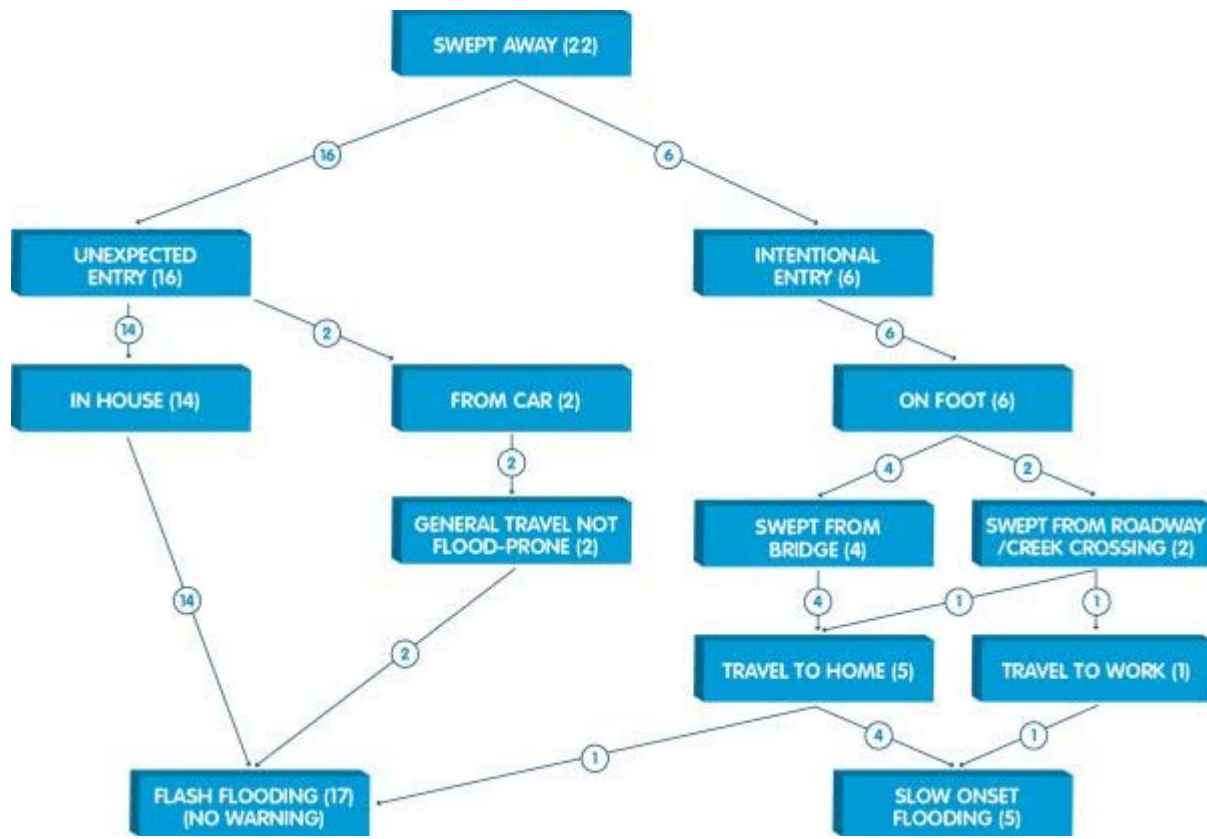 SWEPT AWAY (22)
16
6
UNEXPECTED
ENTRY (16)
INTENTIONAL
ENTRY (6)
14
2
6
IN HOUSE (14)
FROM CAR (2)
ON FOOT (6)
2
4
2
GENERAL TRAVEL NOT
FLOOD-PRONE (2)
SWEPT FROM
BRIDGE (4)
SWEPT FROM ROADWAY
/CREEK CROSSING (2)
14
2
4
1
1
TRAVEL TO HOME (5)
TRAVEL TO WORK (1)
1
4
1
FLASH FLOODING (17)
(NO WARNING)
SLOW ONSET
FLOODING (5)